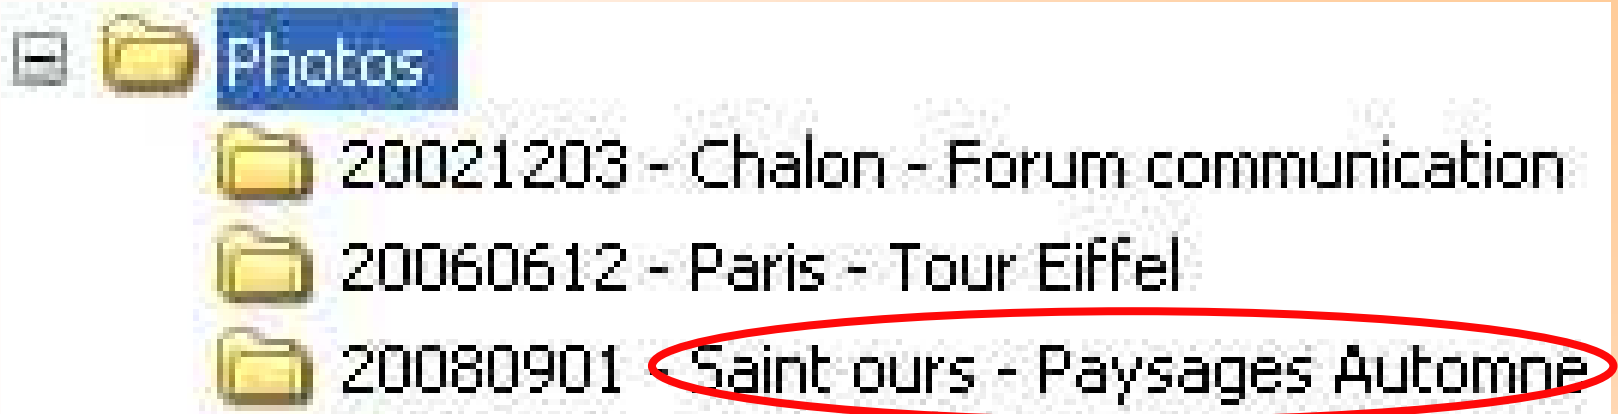 Photos
20021203 - Chalon - Forum communication
20060612 - Paris - Tour Eiffel
20080901 - Saint ours - Paysages Automne